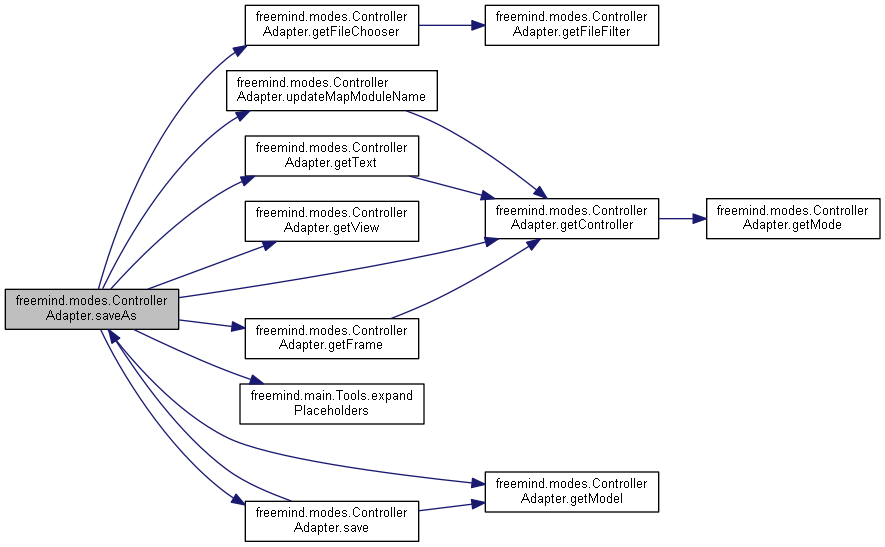 freemind.modes.Controller
Adapter.getFileChooser
freemind.modes.Controller
Adapter.getFileFilter
freemind.modes.Controller
Adapter.updateMapModuleName
freemind.modes.Controller
Adapter.getText
freemind.modes.Controller
Adapter.getView
freemind.modes.Controller
Adapter.getController
freemind.modes.Controller
Adapter.getMode
freemind.modes.Controller
Adapter.saveAs
freemind.modes.Controller
Adapter.getFrame
freemind.main.Tools.expand
Placeholders
freemind.modes.Controller
Adapter.getModel
freemind.modes.Controller
Adapter.save